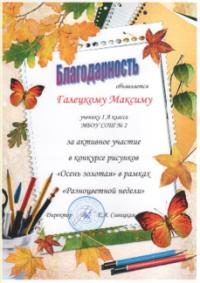 Благодарность
объявляется
Галецкому Максиму
ученику 1 А класса
МБОУ СОШ № 2
за активное участие
в конкурсе рисунков
«Осень золотая» в рамках
«Разноцветной недели»
Директор Е.А. Синицкая